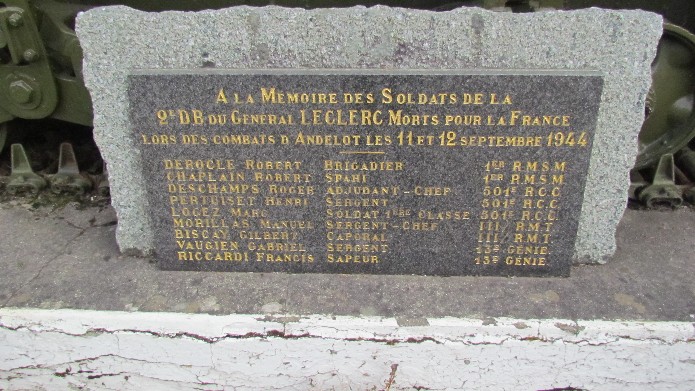 A LA MÉMOIRE DES SOLDATS DE LA
2E DB DU GÉNÉRAL LECLERC MORTS POUR LA FRANCE
LORS DES COMBATS D'ANDELOT LES 11 ET 12 SEPTEMBRE 1944
DEROCLE ROBERT BRIGADIER 1ER R M S M
CHAPLAIN ROBERT SPAHI 1ER R M S M
DESCHAMPS ROGER ADJUDANT-CHEF 501E R C C
PERTUISET HENRI SERGENT 501E R C C
LOGEZ MARC SOLDAT 1ÈRE CLASSE 501E R C C.
MORILLAS MANUEL SERGENT-CHEF III/ R M T
BISCAY GILBERT CAPORAL III/ R M T
VAUGIEN GABRIEL SERGENT 13E GÉNIE.
RICCARDI FRANCIS SAPEUR 13E GÉNIE